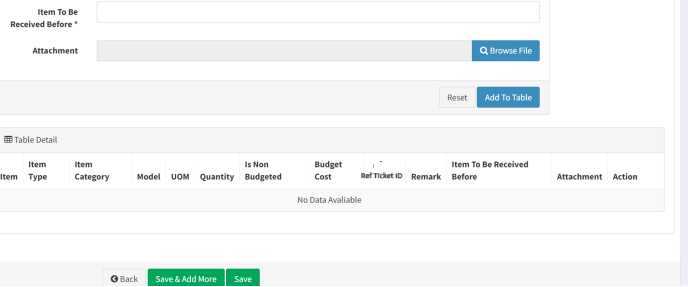 Item To Be
Received Before *
Attachment
Browse File
Reset Add To Table
Table Detail
Item Item Type Item Category Model UOM Quantity Is Non Budgeted Budget Cost Ref Ticket ID Remark Item To Be Received Before Attachment Action
No Data Avaliable
Back Save & Add More Save